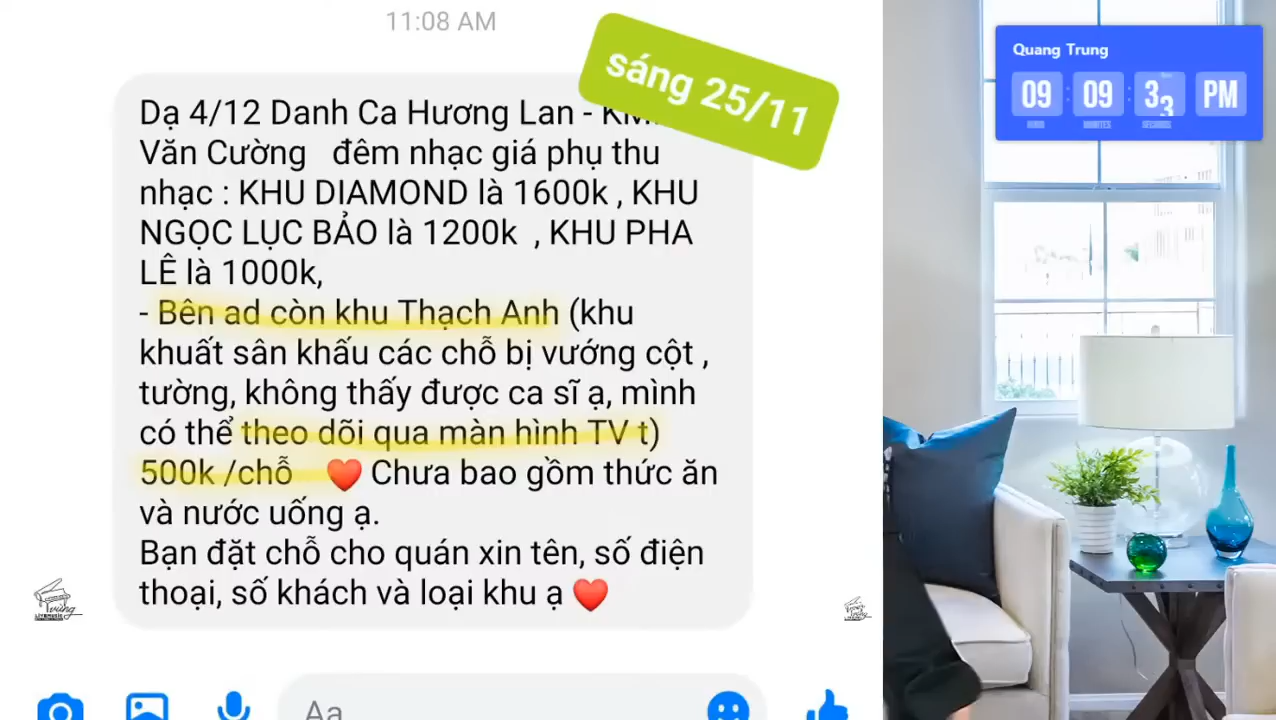 11:08 AM
sáng 25/11
Dạ 4/12 Danh Ca Hương Lan -
Văn Cường đêm nhạc giá phụ thu
nhạc : KHU DIAMOND là 1600k , KHU
NGỌC LỤC BẢO là 1200k , KHU PHA
LÊ là 1000k,
- Bên ad còn khu Thạch Anh (khu
khuất sân khấu các chỗ bị vướng cột ,
tường, không thấy được ca sĩ ạ, mình
có thể theo dõi qua màn hình TV t)
500k /chỗ ❤️ Chưa bao gồm thức ăn
và nước uống ạ.
Bạn đặt chỗ cho quán xin tên, số điện
thoại, số khách và loại khu ạ ❤️
Aa
Quang Trung
09 : 09 : 33 PM